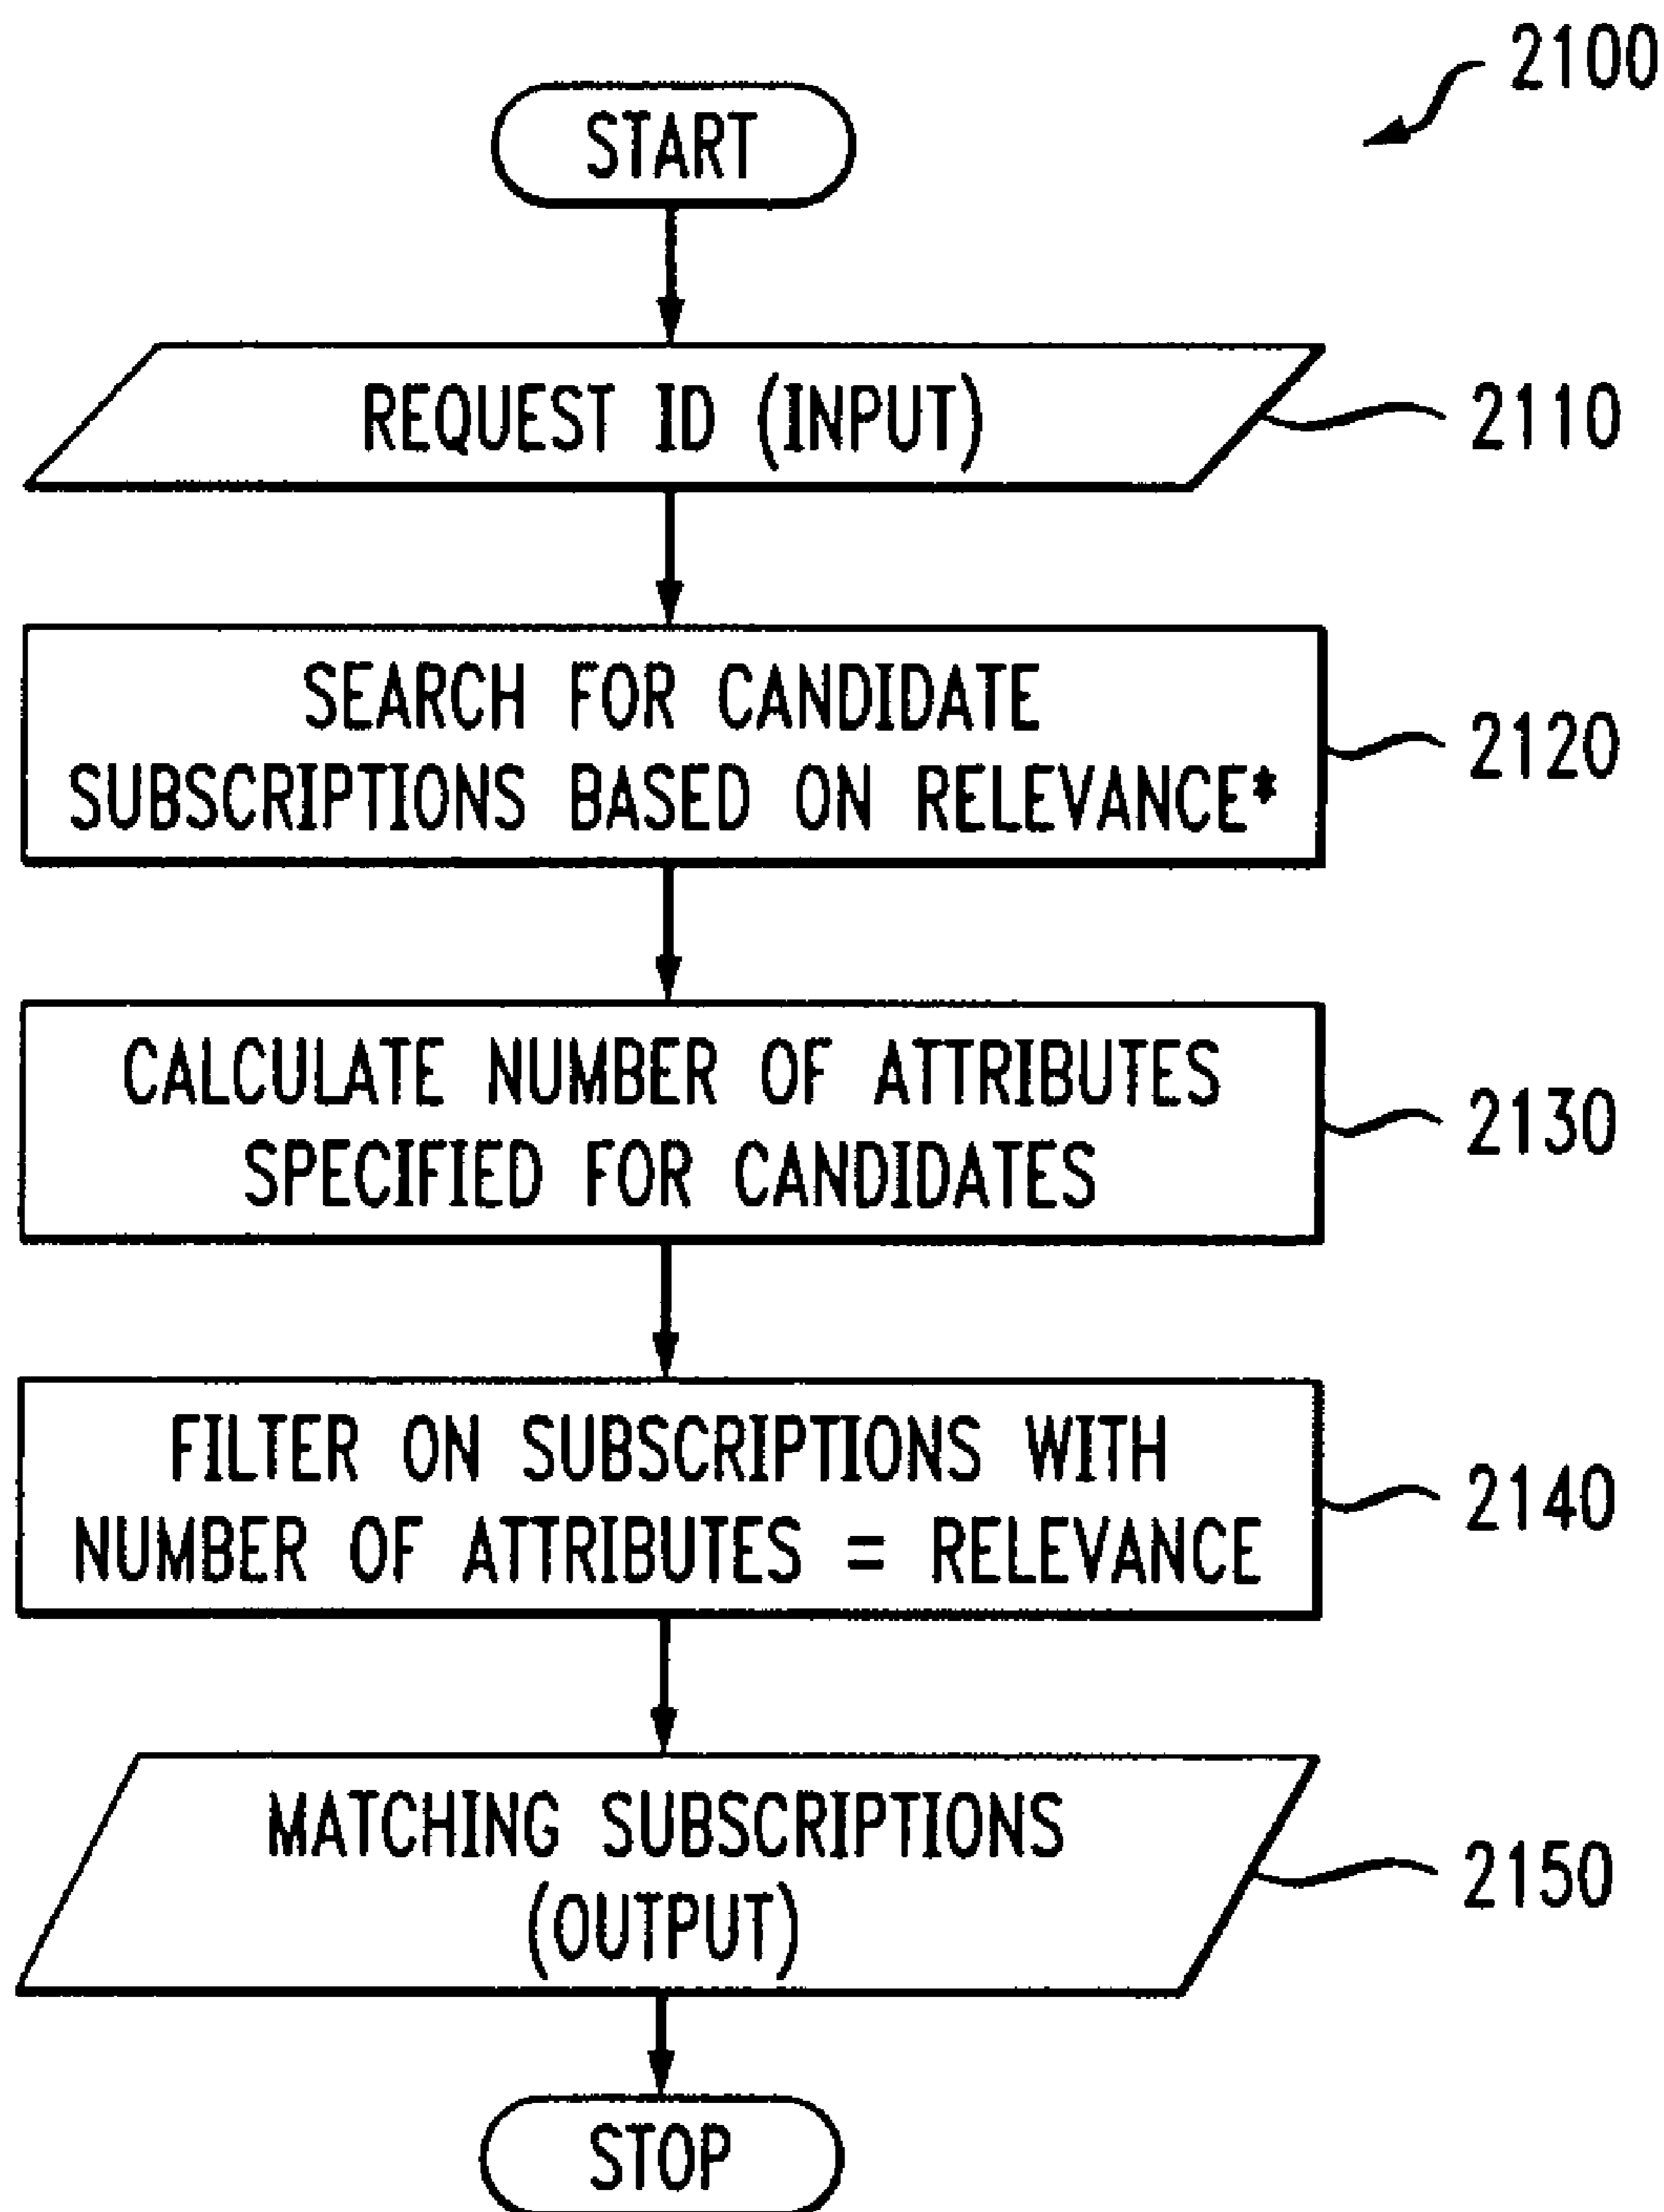 2100
START
REQUEST ID (INPUT)
2110
SEARCH FOR CANDIDATE
SUBSCRIPTIONS BASED ON RELEVANCE*
2120
CALCULATE NUMBER OF ATTRIBUTES
SPECIFIED FOR CANDIDATES
2130
FILTER ON SUBSCRIPTIONS WITH
NUMBER OF ATTRIBUTES = RELEVANCE
2140
MATCHING SUBSCRIPTIONS
(OUTPUT)
2150
STOP